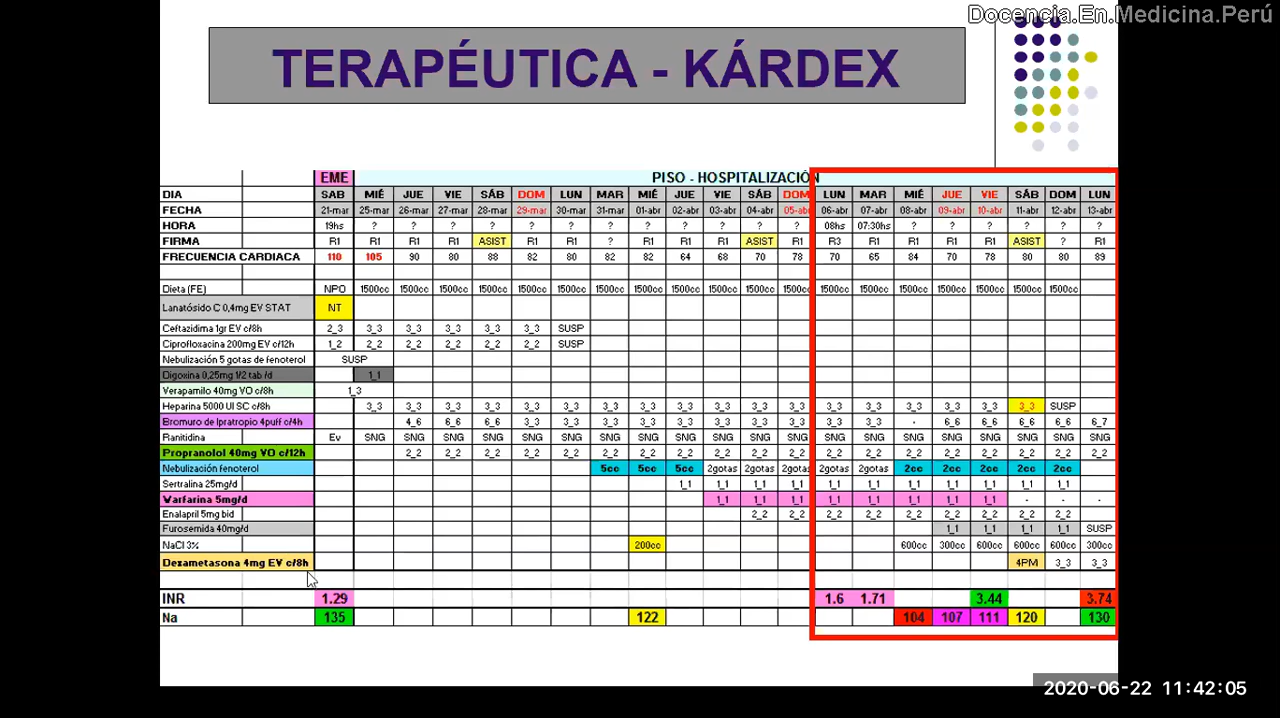 Docencia.En.Medicina.Perú
TERAPÉUTICA - KÁRDEX
EME PISO - HOSPITALIZACIÓN
DIA SAB MIÉ JUE VIE SÁB DOM LUN MAR MIÉ JUE VIE SÁB DOM LUN MAR MIÉ JUE VIE SÁB DOM LUN
FECHA 21-mar 25-mar 26-mar 27-mar 28-mar 29-mar 30-mar 31-mar 01-abr 02-abr 03-abr 04-abr 05-abr 06-abr 07-abr 08-abr 09-abr 10-abr 11-abr 12-abr 13-abr
HORA 19hs ? ? ? ? ? ? ? ? ? ? ? ? 08hs 07:30hs ? ? ? ? ? ?
FIRMA R1 R1 R1 R1 ASIST R1 R1 ? R1 R1 R1 ASIST R1 R3 R1 R1 R1 R1 ASIST ? R1
FRECUENCIA CARDIACA 110 105 90 80 88 82 80 82 82 64 68 70 78 70 65 84 70 78 80 80 89
Dieta (FE) NPO 1500cc 1500cc 1500cc 1500cc 1500cc 1500cc 1500cc 1500cc 1500cc 1500cc 1500cc 1500cc 1500cc 1500cc 1500cc 1500cc 1500cc 1500cc 1500cc
Lanatósido C 0,4mg EV STAT NT
Ceftazidima 1gr EV c/8h 2_3 3_3 3_3 3_3 3_3 3_3 SUSP
Ciprofloxacina 200mg EV c/12h 1_2 2_2 2_2 2_2 2_2 2_2 SUSP
Nebulización 5 gotas de fenoterol SUSP
Digoxina 0,25mg 1/2 tab /d 1_1
Verapamilo 40mg VO c/8h 1_3
Heparina 5000 UI SC c/8h 3_3 3_3 3_3 3_3 3_3 3_3 3_3 3_3 3_3 3_3 3_3 3_3 3_3 3_3 3_3 3_3 3_3 3_3 SUSP
Bromuro de Ipratropio 4puff c/4h 4_6 6_6 6_6 3_3 3_3 3_3 3_3 3_3 3_3 3_3 3_3 3_3 3_3 - 6_6 6_6 6_6 6_6 6_7
Ranitidina Ev SNG SNG SNG SNG SNG SNG SNG SNG SNG SNG SNG SNG SNG SNG SNG SNG SNG SNG SNG SNG
Propranolol 40mg VO c/12h 2_2 2_2 2_2 2_2 2_2 2_2 2_2 2_2 2_2 2_2 2_2 2_2 2_2 2_2 2_2 2_2 2_2 2_2 2_2
Nebulización fenoterol 5cc 5cc 5cc 2gotas 2gotas 2gotas 2gotas 2gotas 2cc 2cc 2cc 2cc 2cc
Sertralina 25mg/d 1_1 1_1 1_1 1_1 1_1 1_1 1_1 1_1 1_1 1_1 1_1
Warfarina 5mg/d 1_1 1_1 1_1 1_1 1_1 1_1 1_1 1_1 - - -
Enalapril 5mg bid 2_2 2_2 2_2 2_2 2_2 2_2 2_2 2_2 2_2
Furosemida 40mg/d 1_1 1_1 1_1 1_1 SUSP
NaCl 3% 200cc 600cc 300cc 600cc 600cc 600cc 300cc
Dexametasona 4mg EV c/8h 4PM 3_3 3_3
INR 1.29 1.6 1.71 3.44 3.74
Na 135 122 104 107 111 120 130
2020-06-22 11:42:05